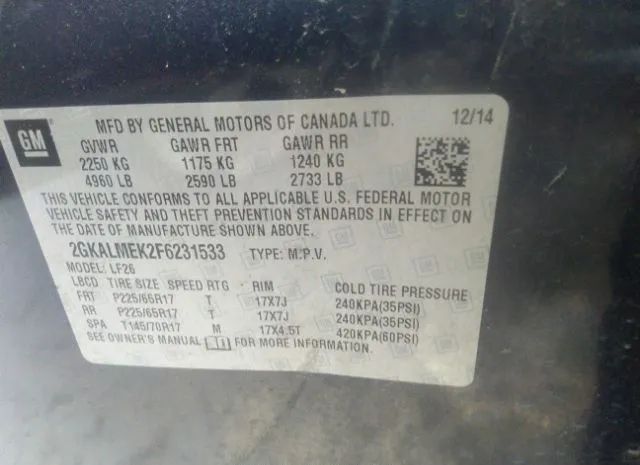 GM
MFD BY GENERAL MOTORS OF CANADA LTD. 12/14
GVWR GAWR FRT GAWR RR
2250 KG 1175 KG 1240 KG
4960 LB 2590 LB 2733 LB
THIS VEHICLE CONFORMS TO ALL APPLICABLE U.S. FEDERAL MOTOR
VEHICLE SAFETY AND THEFT PREVENTION STANDARDS IN EFFECT ON
THE DATE OF MANUFACTURE SHOWN ABOVE.
2GKALMEK2F6231533 TYPE: M.P.V.
MODEL: LF26
LBCD TIRE SIZE SPEED RTG RIM COLD TIRE PRESSURE
FRT P225/65R17 T 17X7J 240KPA(35PSI)
RR P225/65R17 T 17X7J 240KPA(35PSI)
SPA T145/70R17 M 17X4.5T 420KPA(60PSI)
SEE OWNER'S MANUAL FOR MORE INFORMATION.